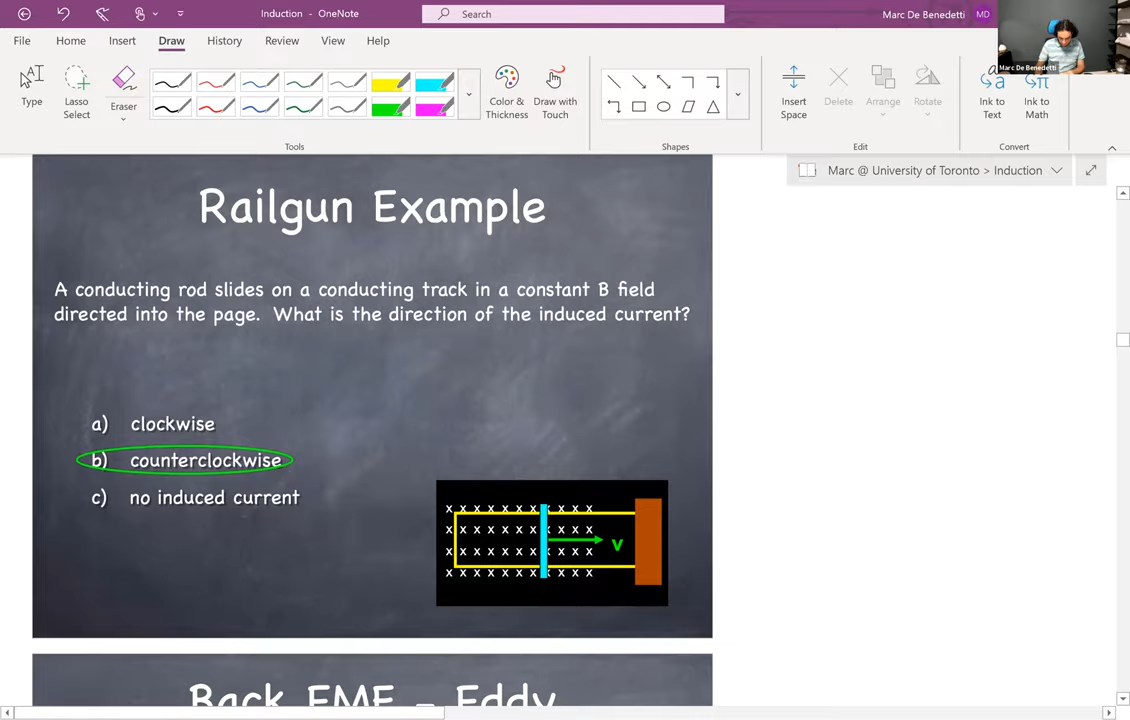 Induction - OneNote
Search
Marc De Benedetti
MD
Marc De Benedetti
File
Home
Insert
Draw
History
Review
View
Help
Type
Lasso
Select
Eraser
Color &
Thickness
Draw with
Touch
Insert
Space
Delete
Arrange
Rotate
Ink to
Text
Ink to
Math
Tools
Shapes
Edit
Convert
Marc @ University of Toronto > Induction
Railgun Example
A conducting rod slides on a conducting track in a constant B field
directed into the page. What is the direction of the induced current?
a) clockwise
b) counterclockwise
c) no induced current
x x x x x x x x x x x
x x x x x x x x x x x
v
x x x x x x x x x x x
x x x x x x x x x x x
Back EMF - Eddy